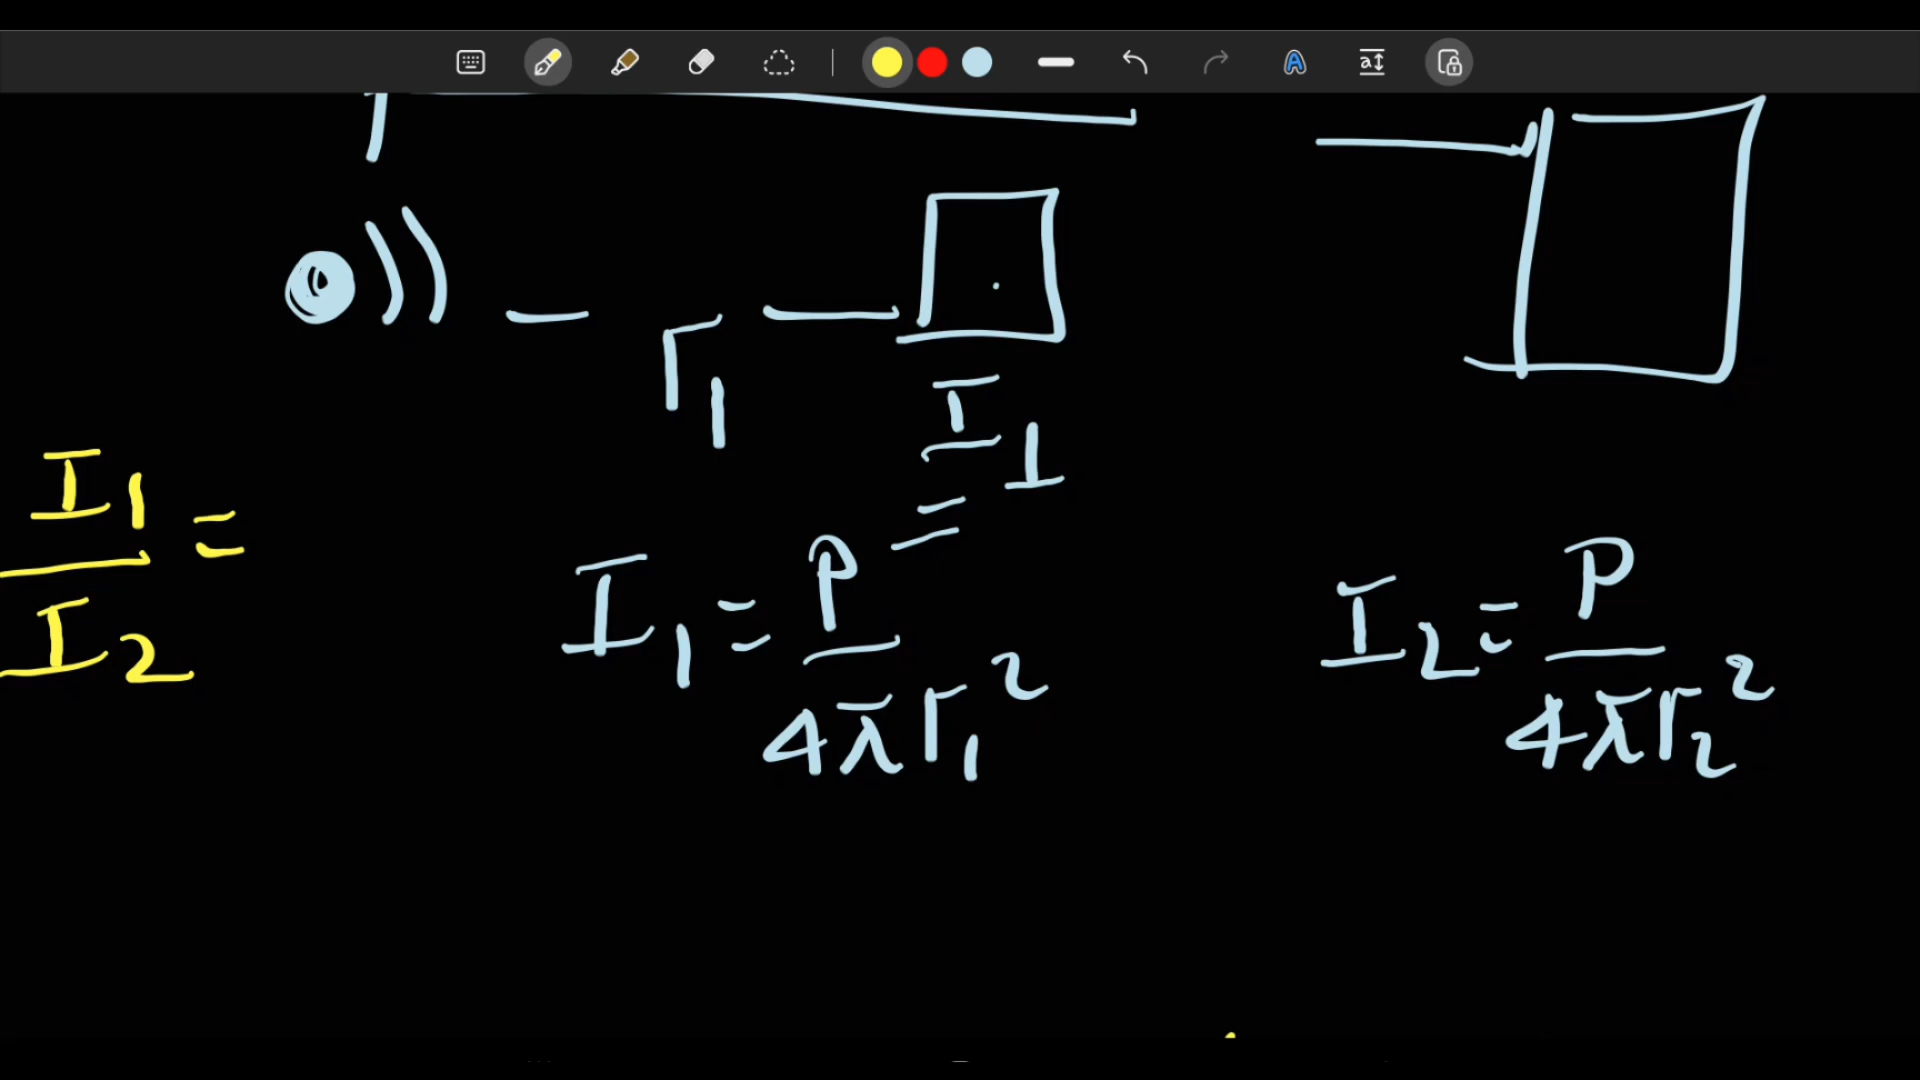 r₁
I₁
=
I₁/I₂ =
I₁ = P/4πr₁²
I₂ = P/4πr₂²